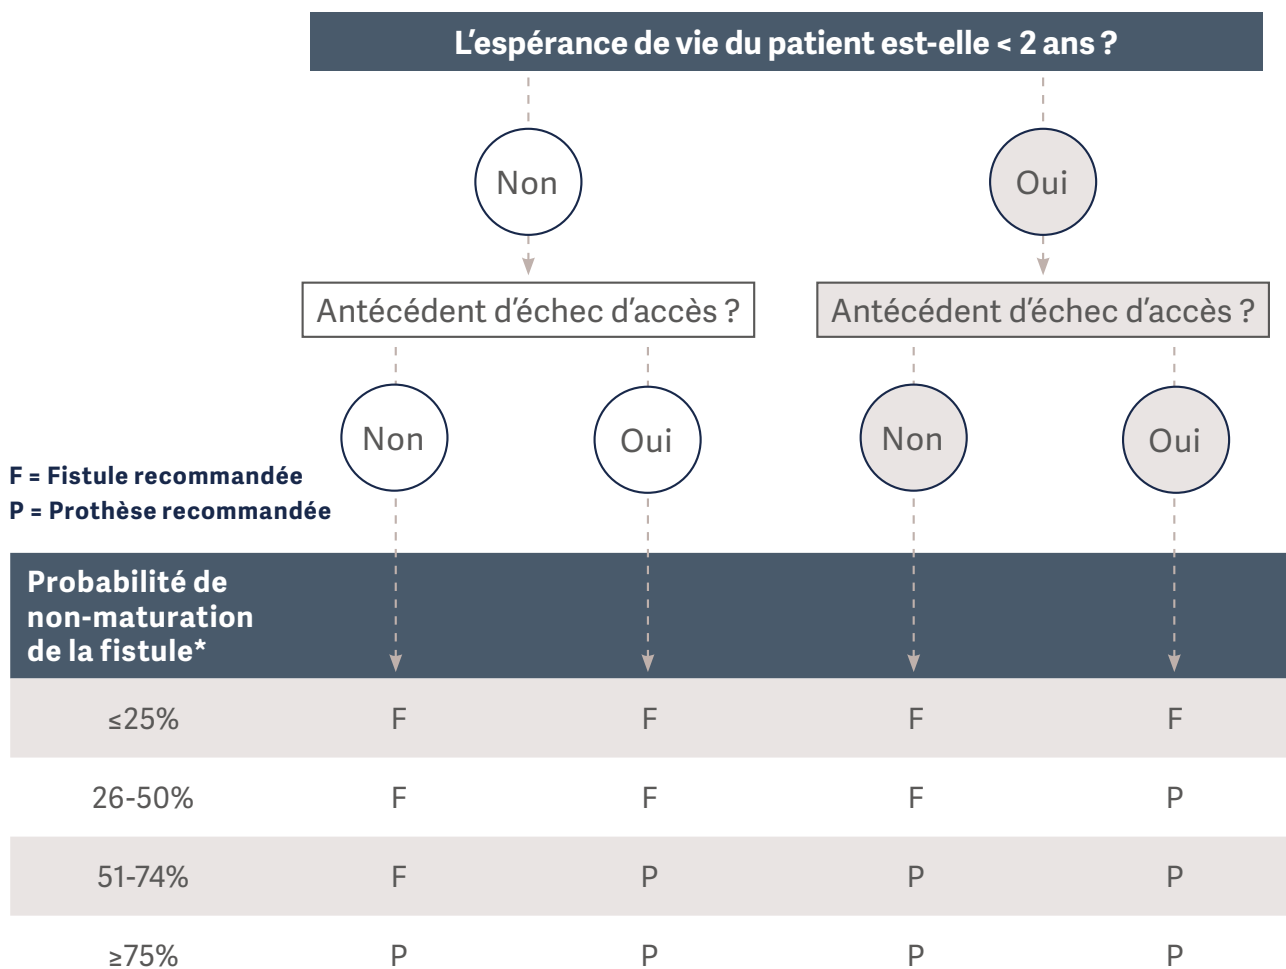 L’espérance de vie du patient est-elle < 2 ans ?
Non
Oui
Antécédent d’échec d’accès ?
Antécédent d’échec d’accès ?
Non
Oui
Non
Oui
F = Fistule recommandée
P = Prothèse recommandée
Probabilité de
non-maturation
de la fistule*
≤25% F F F F
26-50% F F F P
51-74% F P P P
≥75% P P P P